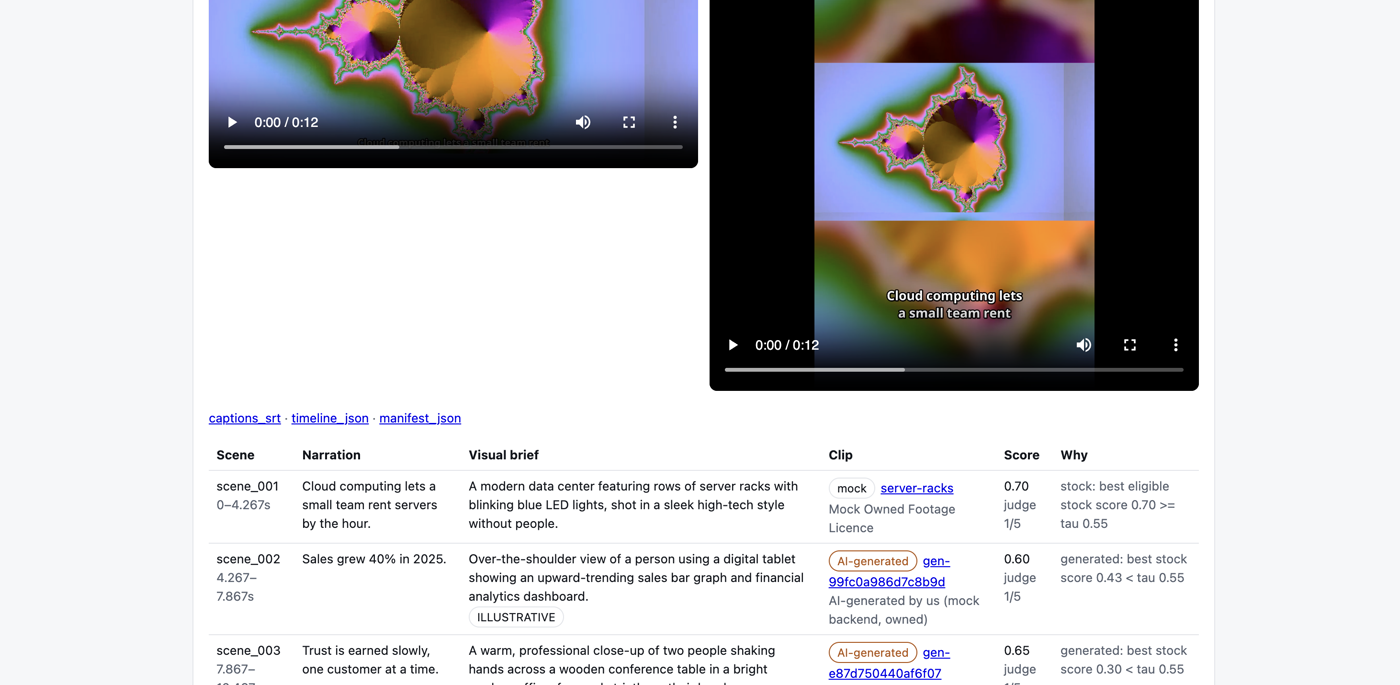 0:00 / 0:12
Cloud computing lets a small team rent
Cloud computing lets
a small team rent
0:00 / 0:12
captions_srt · timeline_json · manifest_json
Scene Narration Visual brief Clip Score Why
scene_001
0–4.267s
Cloud computing lets a
small team rent servers
by the hour.
A modern data center featuring rows of server racks with
blinking blue LED lights, shot in a sleek high-tech style
without people.
mock server-racks
Mock Owned Footage
Licence
0.70
judge
1/5
stock: best eligible
stock score 0.70 >=
tau 0.55
scene_002
4.267–
7.867s
Sales grew 40% in 2025.
Over-the-shoulder view of a person using a digital tablet
showing an upward-trending sales bar graph and financial
analytics dashboard.
ILLUSTRATIVE
AI-generated gen-
99fc0a986d7c8b9d
AI-generated by us (mock
backend, owned)
0.60
judge
1/5
generated: best stock
score 0.43 < tau 0.55
scene_003
7.867–
Trust is earned slowly,
one customer at a time.
A warm, professional close-up of two people shaking
hands across a wooden conference table in a bright
AI-generated gen-
e87d750440af6f07
0.65
judge
generated: best stock
score 0.30 < tau 0.55